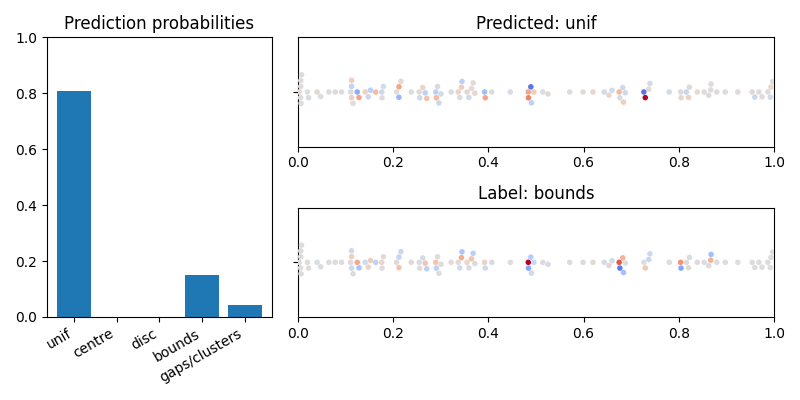 Prediction probabilities
1.0
0.8
0.6
0.4
0.2
0.0
unif
centre
disc
bounds
gaps/clusters
Predicted: unif
0.0 0.2 0.4 0.6 0.8 1.0
Label: bounds
0.0 0.2 0.4 0.6 0.8 1.0